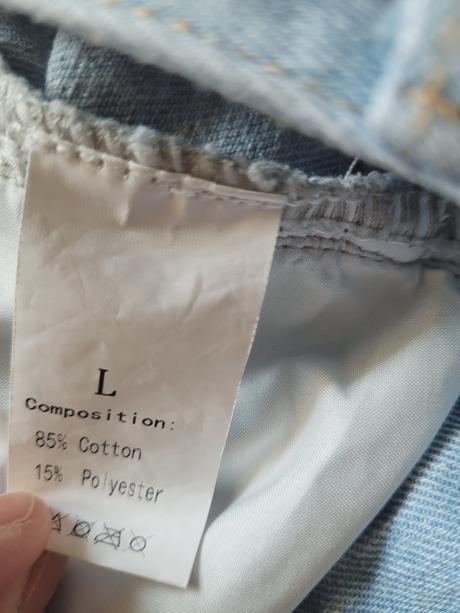 L
Composition:
85% Cotton
15% Polyester